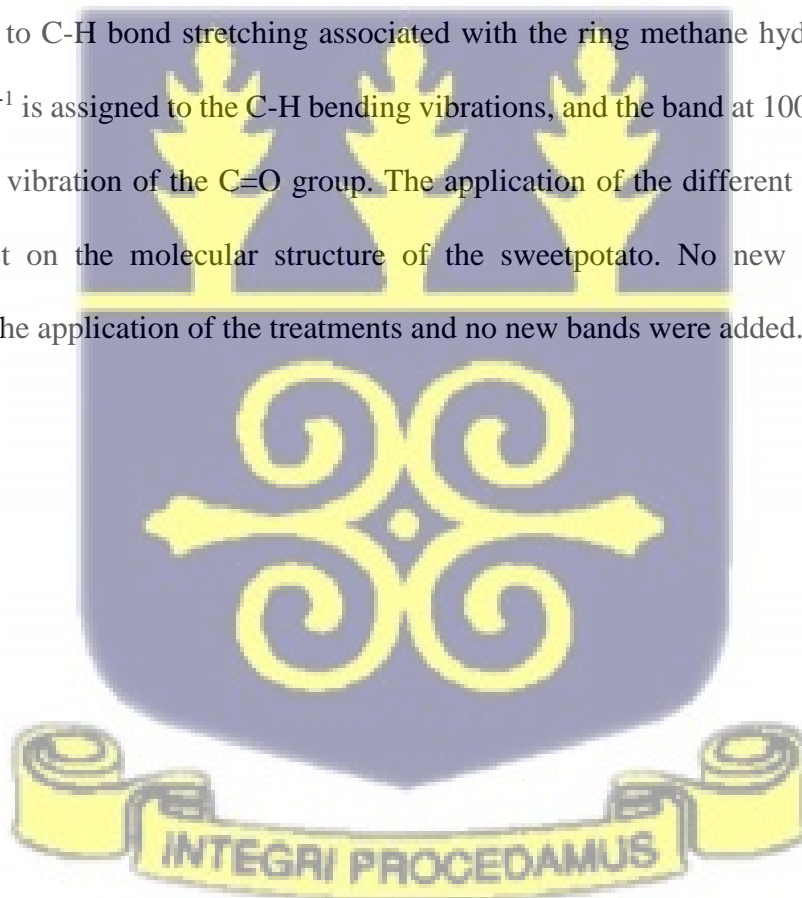 to C-H bond stretching associated with the ring methane hyd
-1 is assigned to the C-H bending vibrations, and the band at 100
vibration of the C=O group. The application of the different
t on the molecular structure of the sweetpotato. No new
he application of the treatments and no new bands were added.
INTEGRI PROCEDAMUS